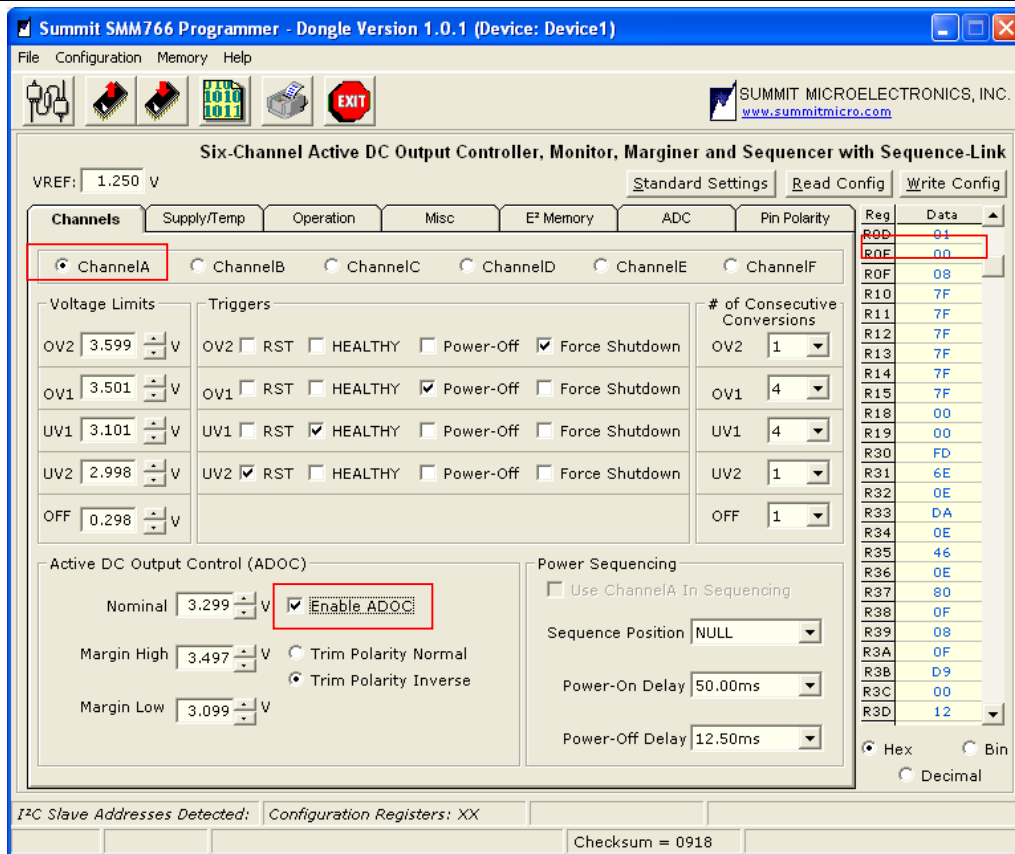 Summit SMM766 Programmer - Dongle Version 1.0.1 (Device: Device1)
File Configuration Memory Help
1010
1011
EXIT
SUMMIT MICROELECTRONICS, INC.
www.summitmicro.com
Six-Channel Active DC Output Controller, Monitor, Marginer and Sequencer with Sequence-Link
VREF: 1.250 V
Standard Settings Read Config Write Config
Channels Supply/Temp Operation Misc E² Memory ADC Pin Polarity
ChannelA ChannelB ChannelC ChannelD ChannelE ChannelF
Voltage Limits Triggers # of Consecutive Conversions
OV2 3.599 V OV2 RST HEALTHY Power-Off Force Shutdown OV2 1
OV1 3.501 V OV1 RST HEALTHY Power-Off Force Shutdown OV1 4
UV1 3.101 V UV1 RST HEALTHY Power-Off Force Shutdown UV1 4
UV2 2.998 V UV2 RST HEALTHY Power-Off Force Shutdown UV2 1
OFF 0.298 V OFF 1
Active DC Output Control (ADOC)
Nominal 3.299 V Enable ADOC
Margin High 3.497 V Trim Polarity Normal
Trim Polarity Inverse
Margin Low 3.099 V
Power Sequencing
Use ChannelA In Sequencing
Sequence Position NULL
Power-On Delay 50.00ms
Power-Off Delay 12.50ms
Reg Data
R0D 01
R0E 00
R0F 08
R10 7F
R11 7F
R12 7F
R13 7F
R14 7F
R15 7F
R18 00
R19 00
R30 FD
R31 6E
R32 0E
R33 DA
R34 0E
R35 46
R36 0E
R37 80
R38 0F
R39 08
R3A 0F
R3B D9
R3C 00
R3D 12
Hex Bin
Decimal
I²C Slave Addresses Detected: Configuration Registers: XX
Checksum = 0918